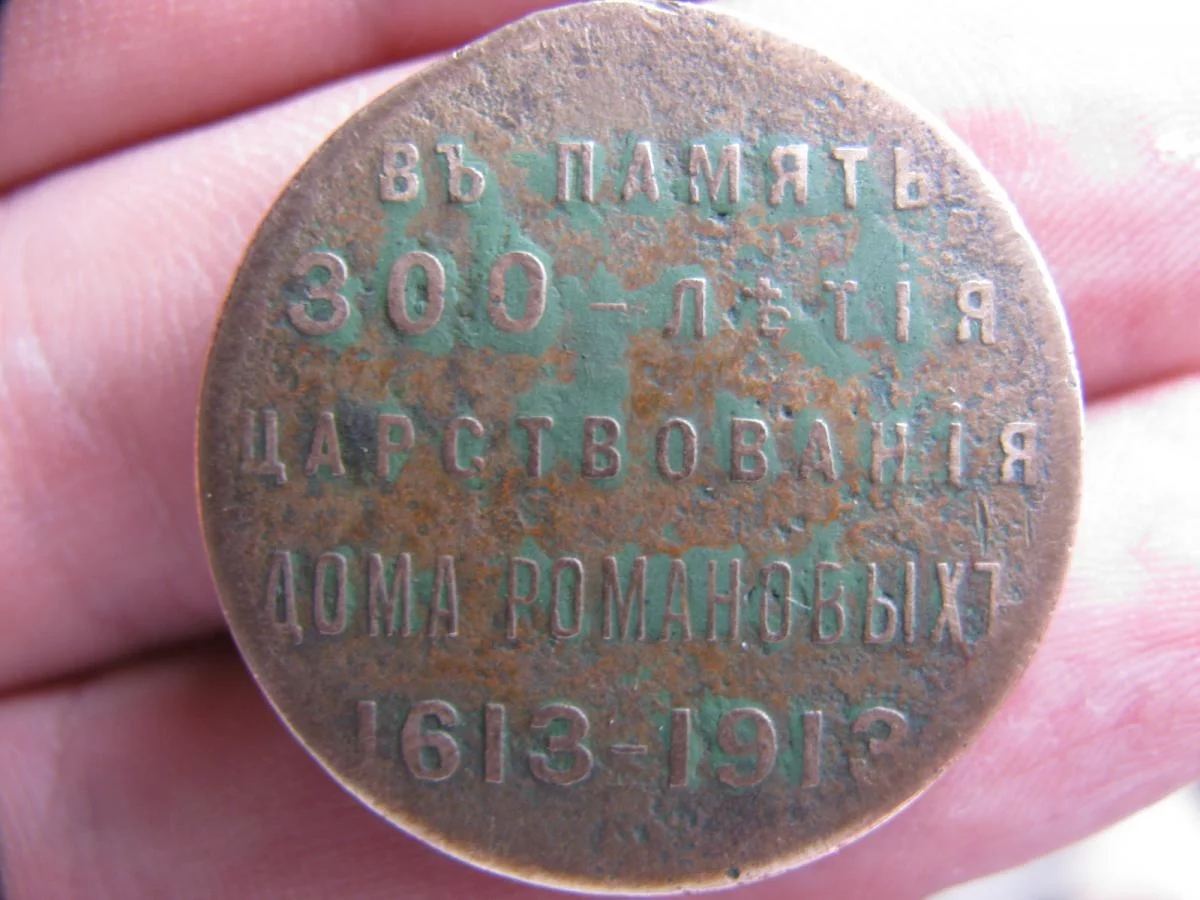 ВЪ ПАМЯТЬ
300-ЛѢТІЯ
ЦАРСТВОВАНІЯ
ДОМА РОМАНОВЫХЪ
1613-1913